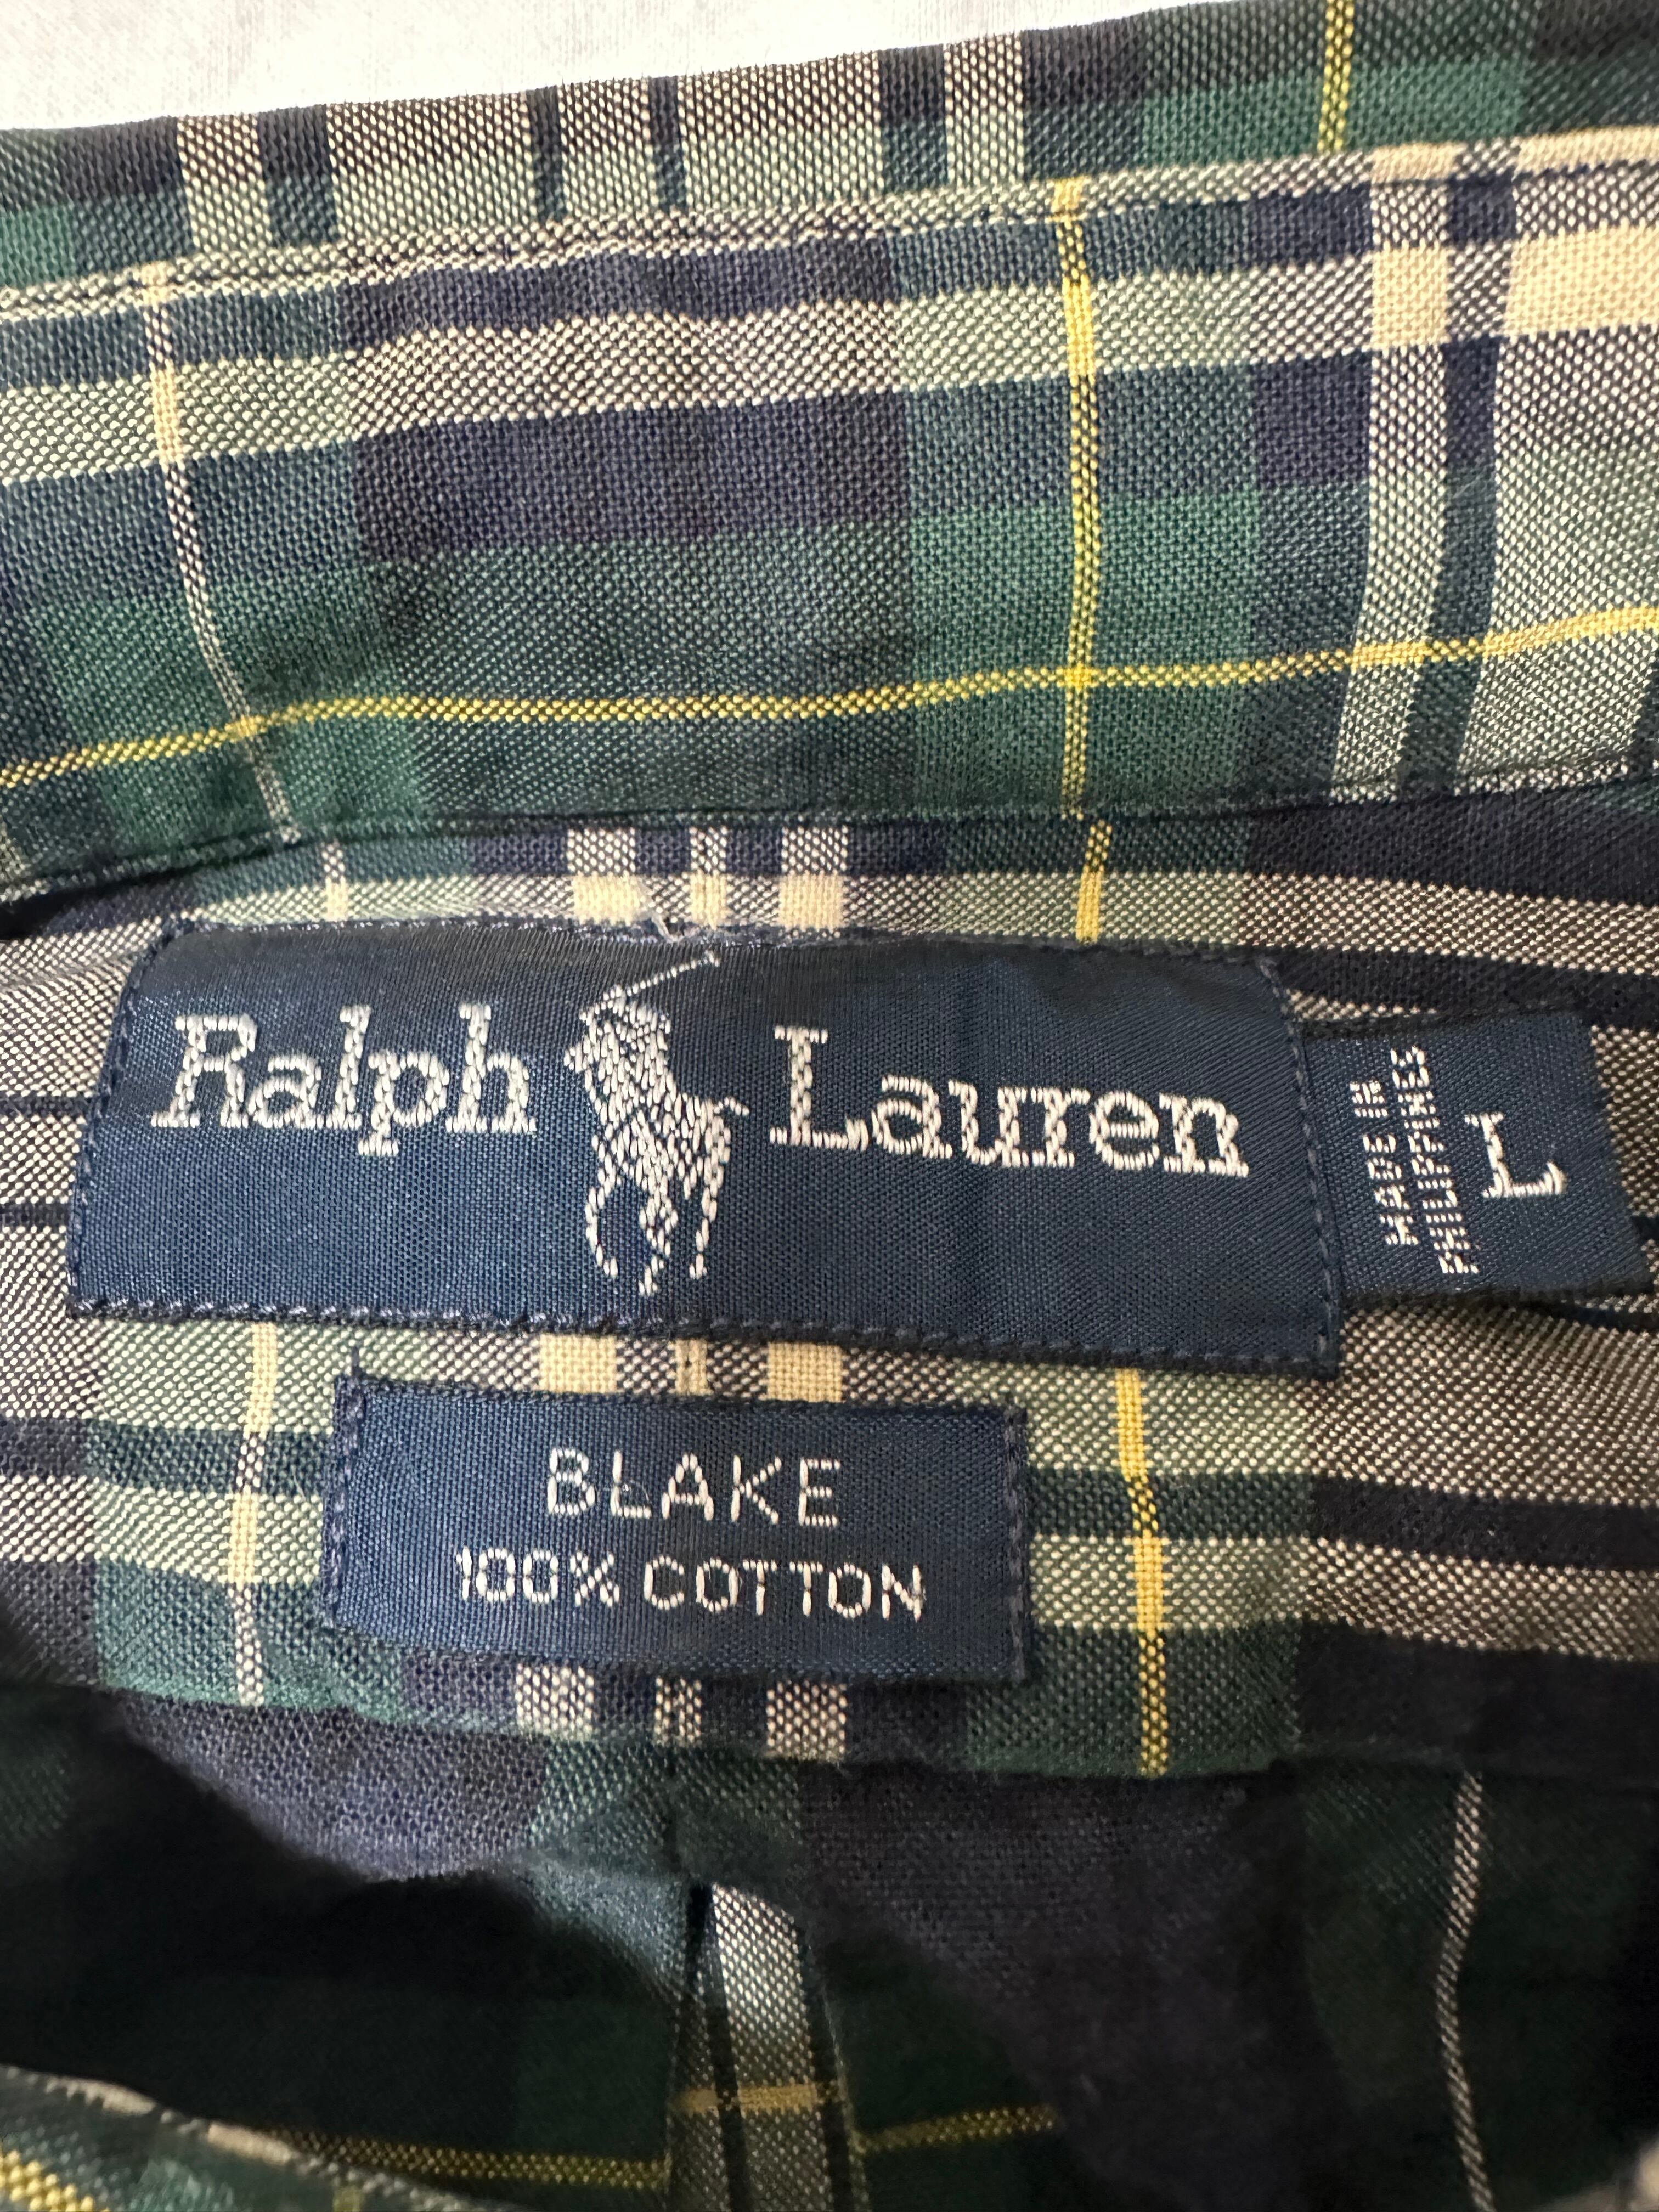 Ralph Lauren
MADE IN
PHILIPPINES
L
BLAKE
100% COTTON